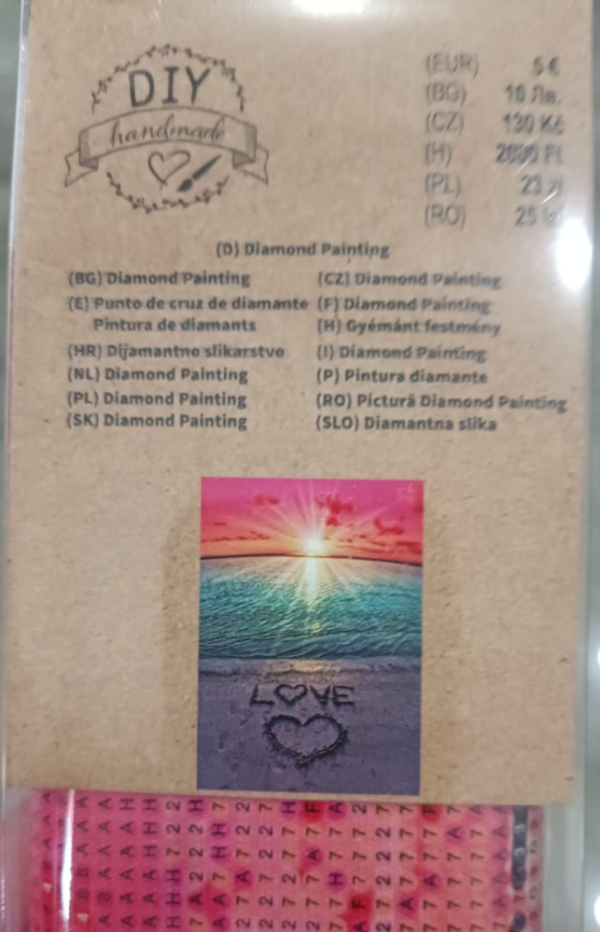 DIY
handmade
(EUR) 5 €
(BG) 10 Лв.
(CZ) 130 Kč
(H) 2000 Ft
(PL) 23 zł
(RO) 25 lei
(D) Diamond Painting
(BG) Diamond Painting
(E) Punto de cruz de diamante
Pintura de diamants
(HR) Dijamantno slikarstvo
(NL) Diamond Painting
(PL) Diamond Painting
(SK) Diamond Painting
(CZ) Diamond Painting
(F) Diamond Painting
(H) Gyémánt festmény
(I) Diamond Painting
(P) Pintura diamante
(RO) Pictură Diamond Painting
(SLO) Diamantna slika
LOVE